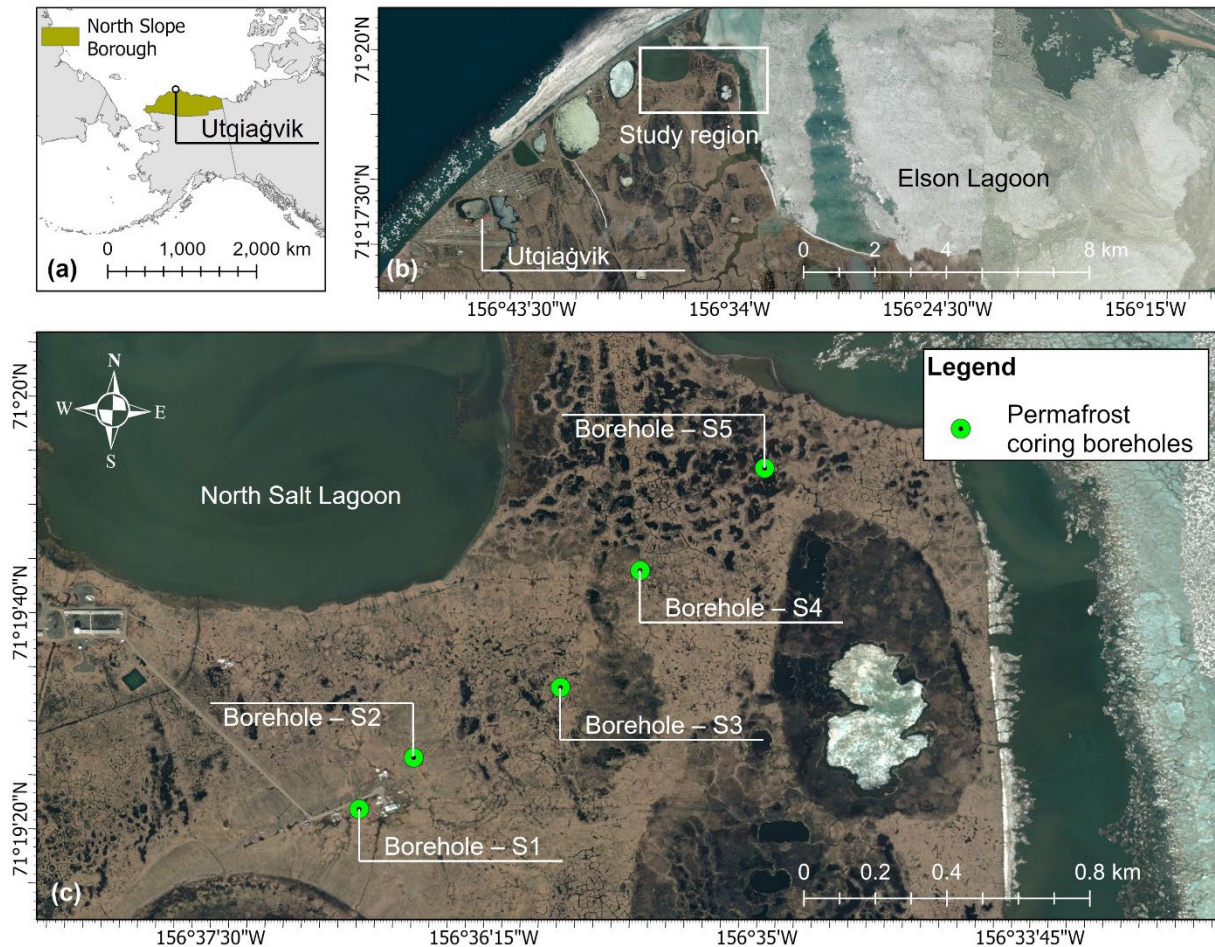 North Slope
Borough
Utqiaġvik
0 1,000 2,000 km
(a)
71°20'N
71°17'30"N
Study region
Elson Lagoon
Utqiaġvik
0 2 4 8 km
(b)
156°43'30"W 156°34'W 156°24'30"W 156°15'W
N
W E
S
71°20'N
71°19'40"N
71°19'20"N
Legend
Permafrost
coring boreholes
Borehole – S5
North Salt Lagoon
Borehole – S4
Borehole – S2
Borehole – S3
Borehole – S1
0 0.2 0.4 0.8 km
(c)
156°37'30"W 156°36'15"W 156°35'W 156°33'45"W